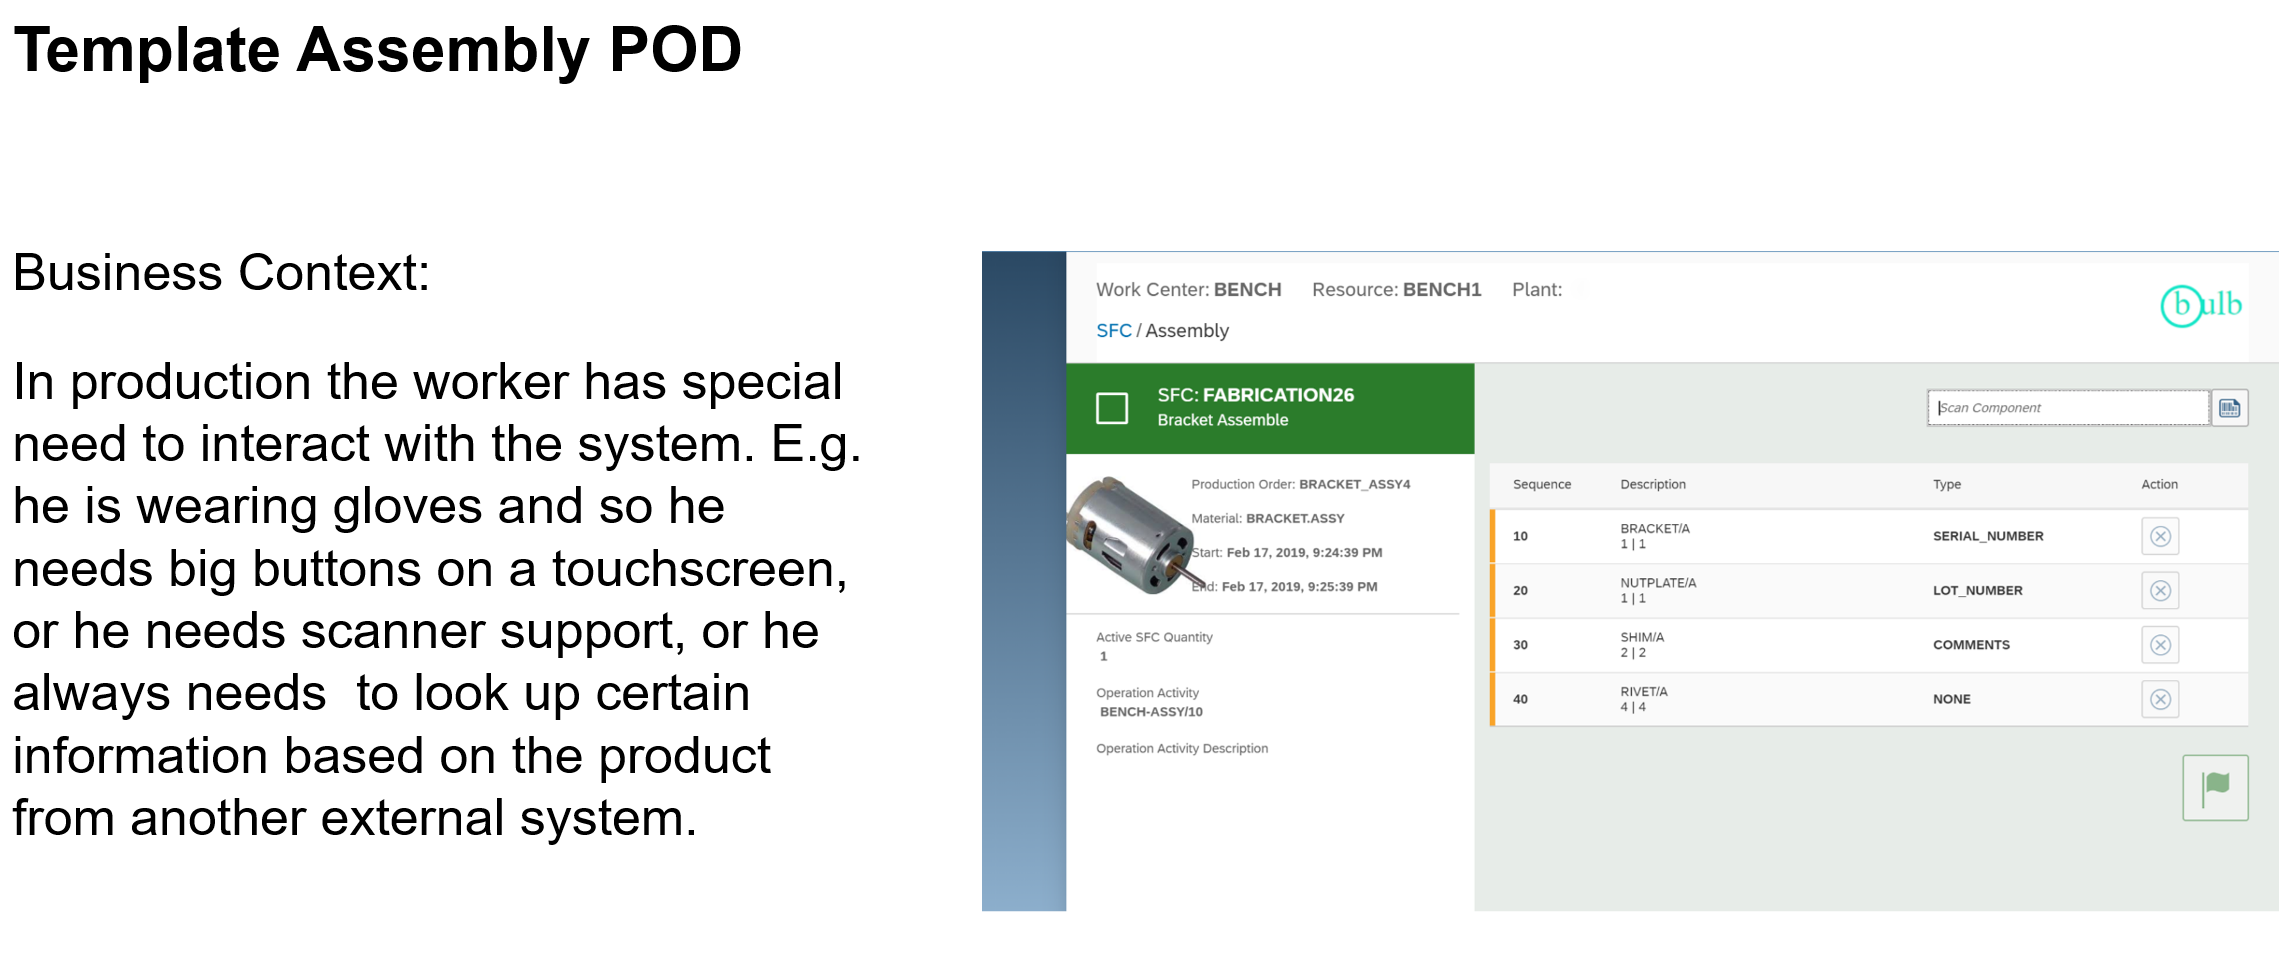 Template Assembly POD
Business Context:
In production the worker has special
need to interact with the system. E.g.
he is wearing gloves and so he
needs big buttons on a touchscreen,
or he needs scanner support, or he
always needs  to look up certain
information based on the product
from another external system.
Work Center: BENCH Resource: BENCH1 Plant:
SFC / Assembly
bulb
SFC: FABRICATION26
Bracket Assemble
Production Order: BRACKET_ASSY4
Material: BRACKET.ASSY
Start: Feb 17, 2019, 9:24:39 PM
End: Feb 17, 2019, 9:25:39 PM
Active SFC Quantity
1
Operation Activity
BENCH-ASSY/10
Operation Activity Description
Scan Component
Sequence Description Type Action
10 BRACKET/A SERIAL_NUMBER
1 | 1
20 NUTPLATE/A LOT_NUMBER
1 | 1
30 SHIM/A COMMENTS
2 | 2
40 RIVET/A NONE
4 | 4